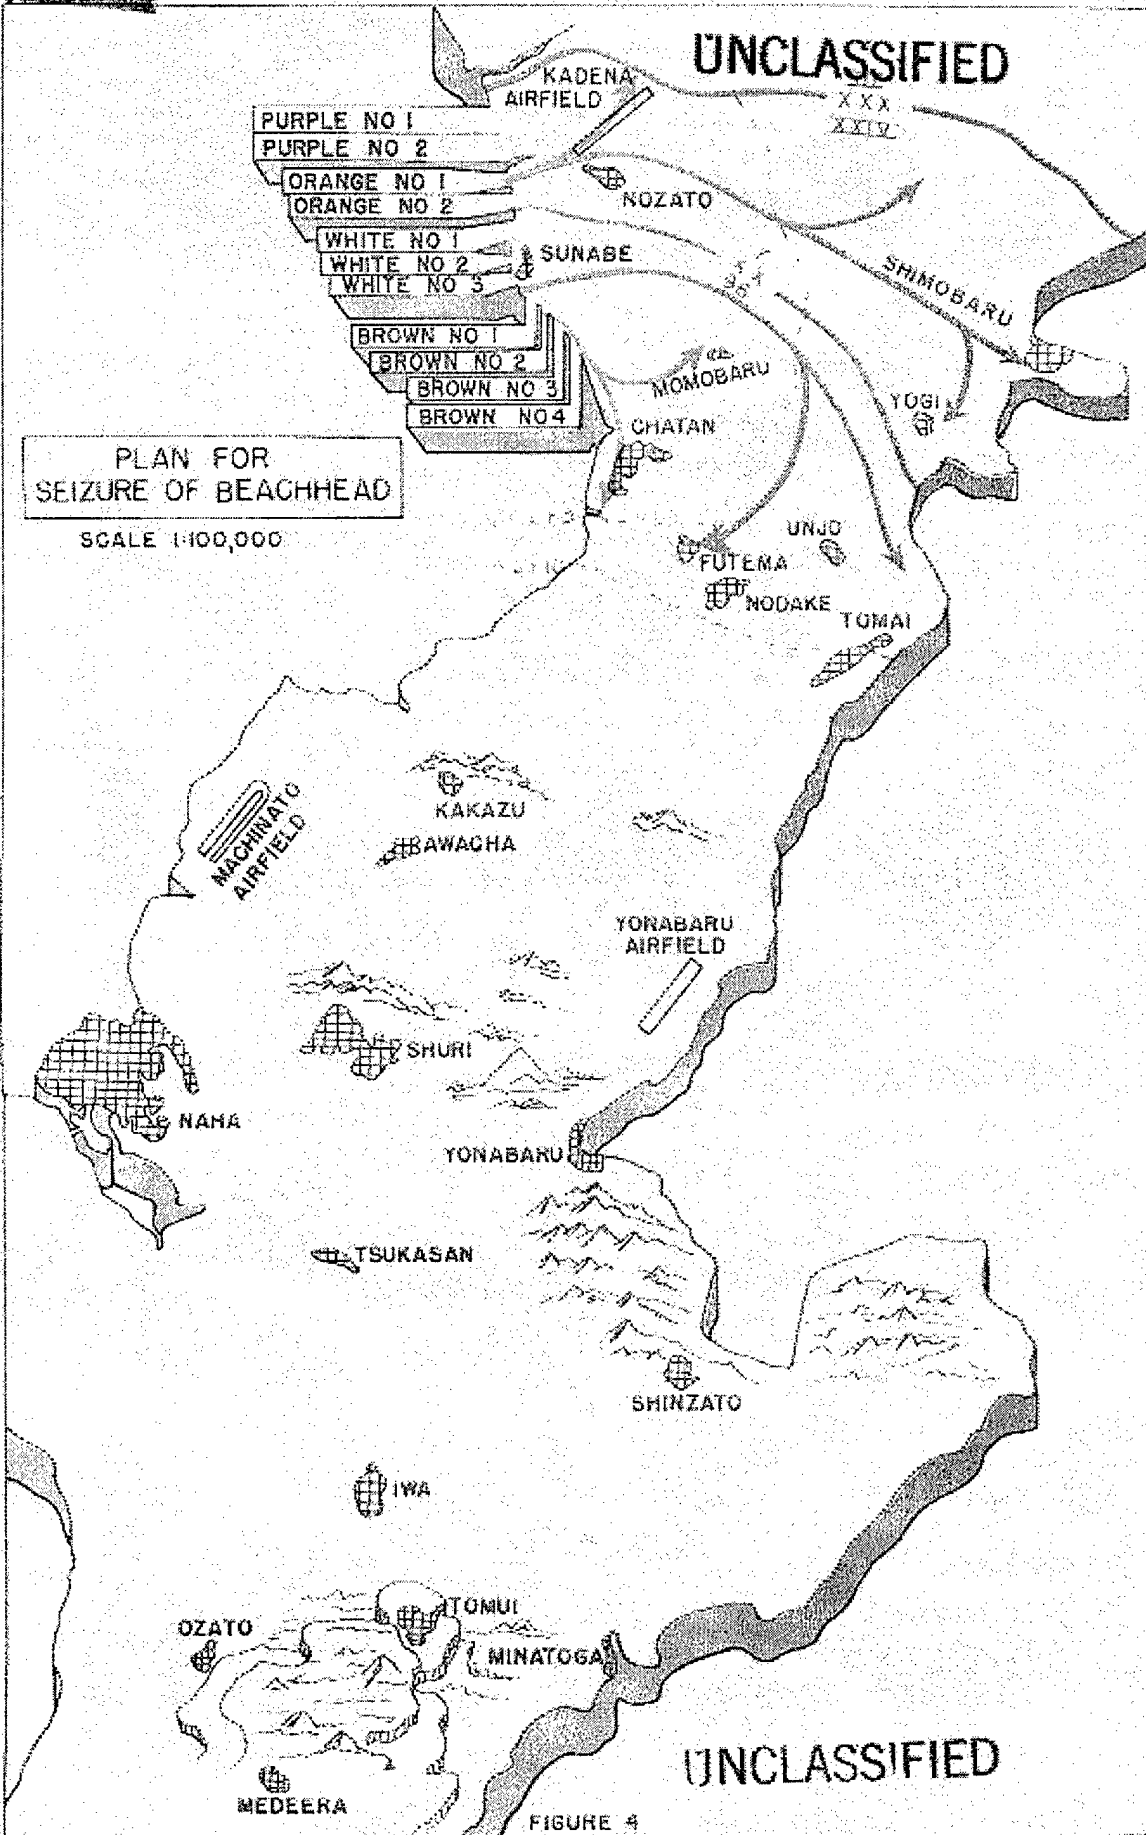 UNCLASSIFIED
KADENA
AIRFIELD
XXX
XXIV
PURPLE NO 1
PURPLE NO 2
ORANGE NO 1
ORANGE NO 2
WHITE NO 1
WHITE NO 2
WHITE NO 3
BROWN NO 1
BROWN NO 2
BROWN NO 3
BROWN NO 4
NOZATO
SUNABE
XX
96
SHIMOBARU
MOMOBARU
YOGI
CHATAN
PLAN FOR
SEIZURE OF BEACHHEAD
SCALE 1:100,000
UNJO
FUTEMA
NODAKE
TOMAI
KAKAZU
MACHINATO
AIRFIELD
AWACHA
YONABARU
AIRFIELD
SHURI
NAHA
YONABARU
TSUKASAN
SHINZATO
IWA
ITOMUI
OZATO
MINATOGA
MEDEERA
UNCLASSIFIED
FIGURE 4